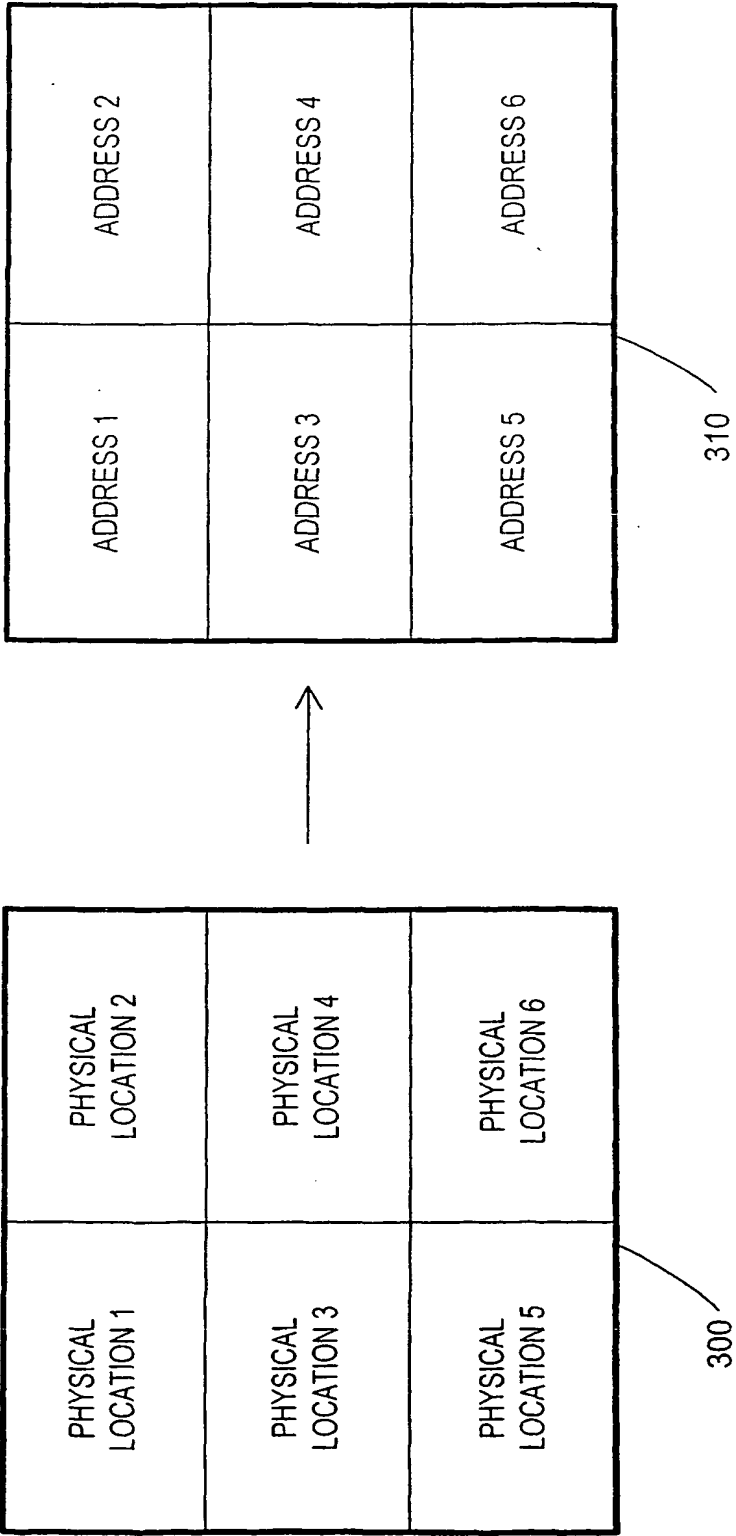 PHYSICAL
LOCATION 1
PHYSICAL
LOCATION 2
PHYSICAL
LOCATION 3
PHYSICAL
LOCATION 4
PHYSICAL
LOCATION 5
PHYSICAL
LOCATION 6
300
ADDRESS 1
ADDRESS 2
ADDRESS 3
ADDRESS 4
ADDRESS 5
ADDRESS 6
310